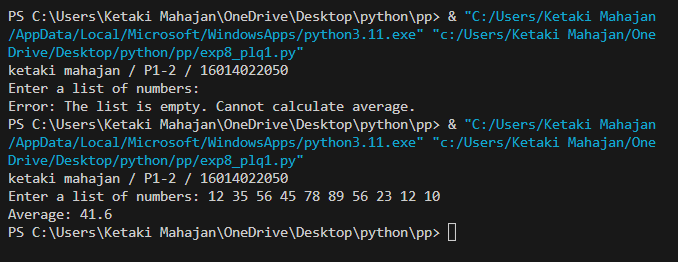 PS C:\Users\Ketaki Mahajan\OneDrive\Desktop\python\pp> & "C:/Users/Ketaki Mahajan
/AppData/Local/Microsoft/WindowsApps/python3.11.exe" "c:/Users/Ketaki Mahajan/One
Drive/Desktop/python/pp/exp8_plq1.py"
ketaki mahajan / P1-2 / 16014022050
Enter a list of numbers:
Error: The list is empty. Cannot calculate average.
PS C:\Users\Ketaki Mahajan\OneDrive\Desktop\python\pp> & "C:/Users/Ketaki Mahajan
/AppData/Local/Microsoft/WindowsApps/python3.11.exe" "c:/Users/Ketaki Mahajan/One
Drive/Desktop/python/pp/exp8_plq1.py"
ketaki mahajan / P1-2 / 16014022050
Enter a list of numbers: 12 35 56 45 78 89 56 23 12 10
Average: 41.6
PS C:\Users\Ketaki Mahajan\OneDrive\Desktop\python\pp>